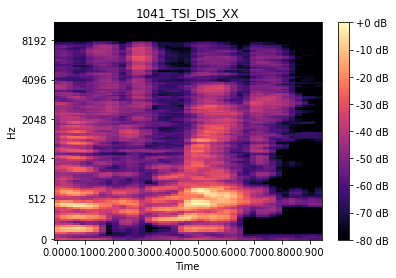 1041_TSI_DIS_XX
+0 dB
-10 dB
-20 dB
-30 dB
-40 dB
-50 dB
-60 dB
-70 dB
-80 dB
Hz
8192
4096
2048
1024
512
0
0.0000.1000.2000.3000.4000.5000.6000.7000.8000.900
Time